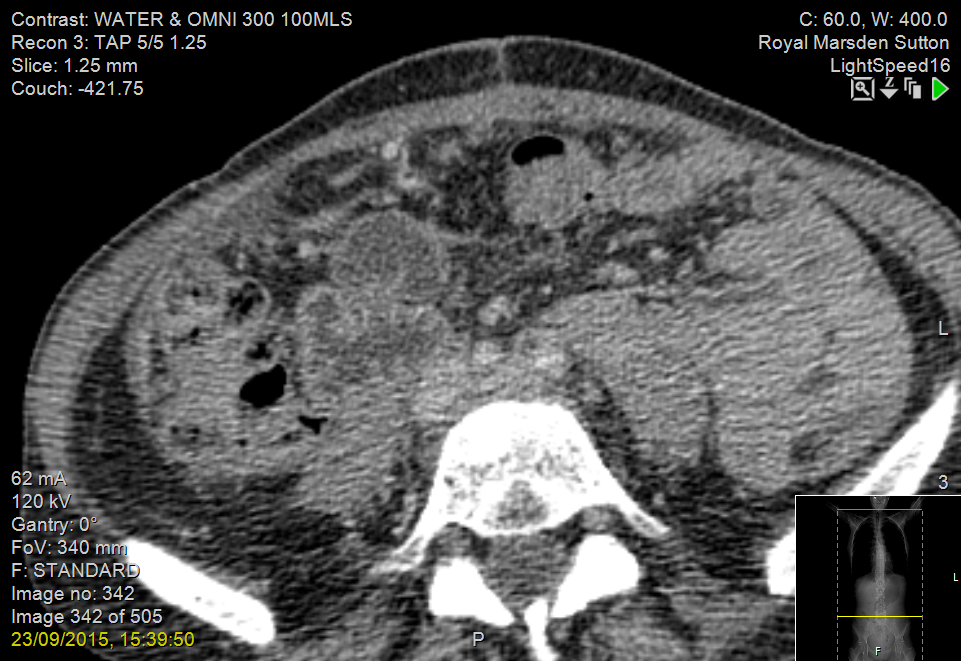 Contrast: WATER & OMNI 300 100MLS
Recon 3: TAP 5/5 1.25
Slice: 1.25 mm
Couch: -421.75
C: 60.0, W: 400.0
Royal Marsden Sutton
LightSpeed16
Z
L
3
62 mA
120 kV
Gantry: 0°
FoV: 340 mm
F: STANDARD
Image no: 342
Image 342 of 505
23/09/2015, 15:39:50
P
L
F